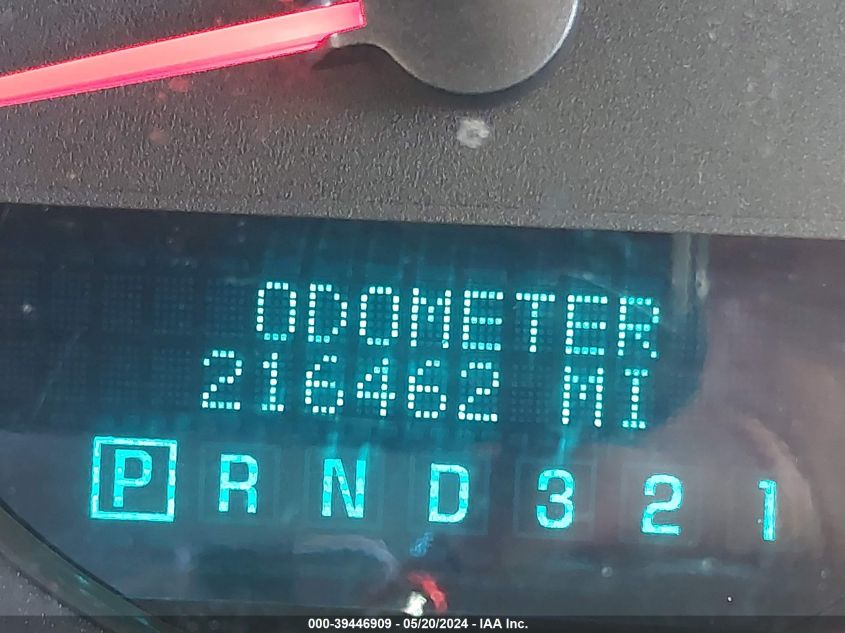 ODOMETER
216462 MI
P R N D 3 2 1
000-39446909 - 05/20/2024 - IAA Inc.